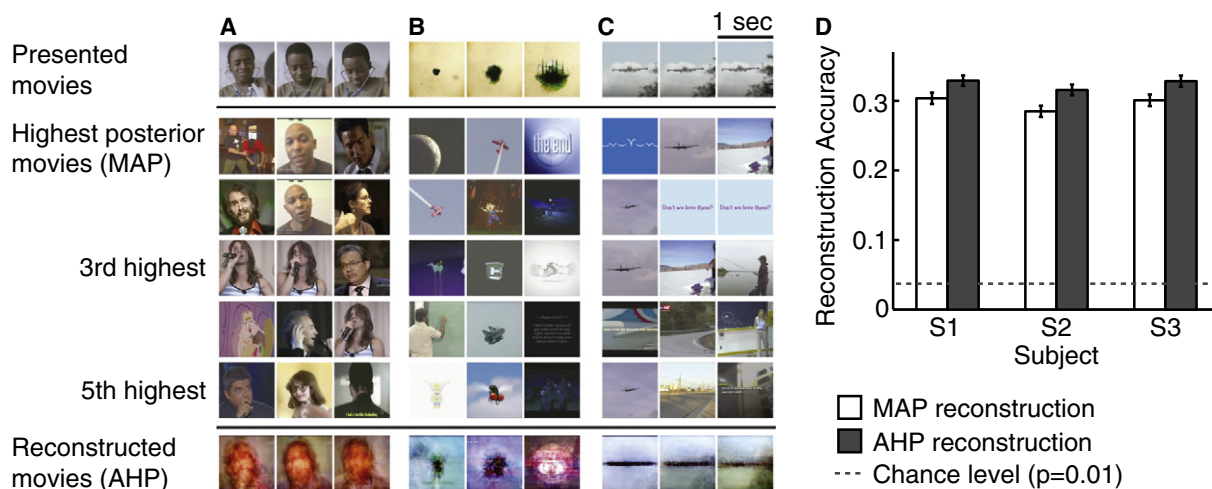 A
B
C
1 sec
Presented
movies
Highest posterior
movies (MAP)
the end
Don't we love them?
Don't we love them?
3rd highest
5th highest
Reconstructed
movies (AHP)
D
Reconstruction Accuracy
0.3
0.2
0.1
0
S1
S2
S3
Subject
MAP reconstruction
AHP reconstruction
Chance level (p=0.01)